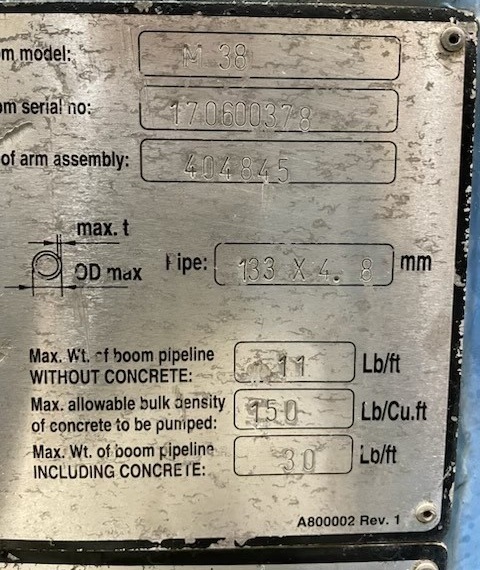 om model: M 38
om serial no: 170600378
of arm assembly: 404845
max. t
OD max
Pipe: 133 X 4. 8 mm
Max. Wt. of boom pipeline
WITHOUT CONCRETE: 11 Lb/ft
Max. allowable bulk density
of concrete to be pumped: 150 Lb/Cu.ft
Max. Wt. of boom pipeline
INCLUDING CONCRETE: 30 Lb/ft
A800002 Rev. 1